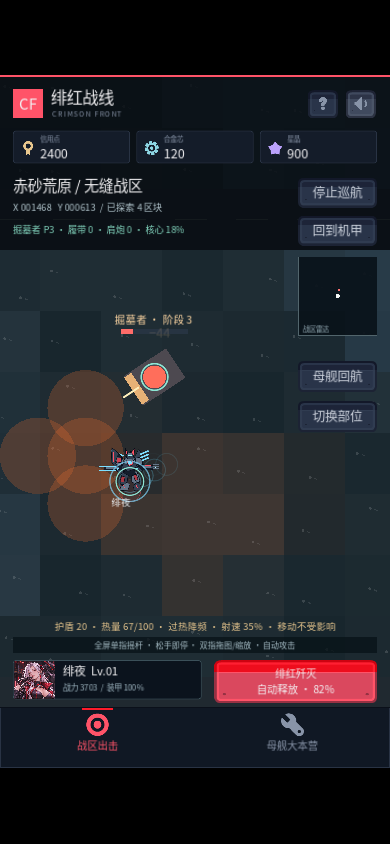 CF
绯红战线
CRIMSON FRONT
?
信用点
2400
合金芯
120
星晶
900
赤砂荒原 / 无缝战区
停止巡航
X 001468 Y 000613 / 已探索 4 区块
掘墓者 P3 · 履带 0 · 肩炮 0 · 核心 18%
回到机甲
战区雷达
掘墓者 · 阶段 3
-44
母舰回航
切换部位
绯夜
护盾 20 · 热量 67/100 · 过热降频 · 射速 35% · 移动不受影响
全屏单指摇杆 · 松手即停 · 双指拖图/缩放 · 自动攻击
绯夜 Lv.01
战力 3703 / 装甲 100%
绯红歼灭
自动释放 · 82%
战区出击
母舰大本营